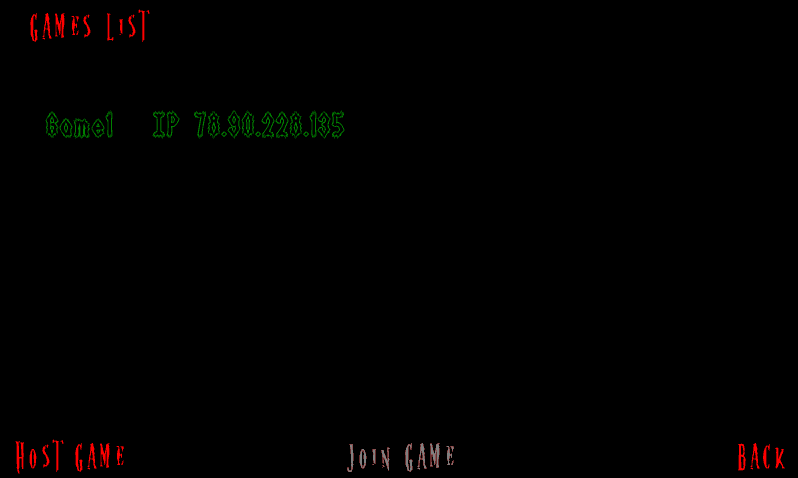 GAMES LiST
Game1 IP 78.90.228.135
HoST GAME
JoiN GAME
BACK